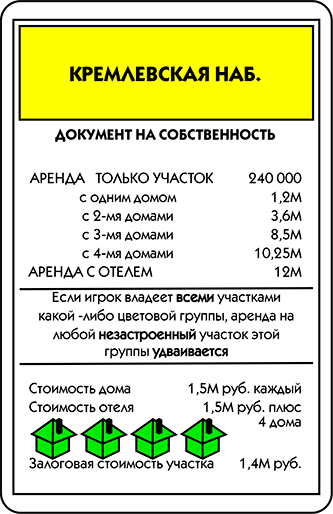 КРЕМЛЕВСКАЯ НАБ.
ДОКУМЕНТ НА СОБСТВЕННОСТЬ
АРЕНДА ТОЛЬКО УЧАСТОК 240 000
с одним домом 1,2М
с 2-мя домами 3,6М
с 3-мя домами 8,5М
с 4-мя домами 10,25М
АРЕНДА С ОТЕЛЕМ 12М
Если игрок владеет всеми участками
какой -либо цветовой группы, аренда на
любой незастроенный участок этой
группы удваивается
Стоимость дома 1,5М руб. каждый
Стоимость отеля 1,5М руб. плюс
4 дома
Залоговая стоимость участка 1,4М руб.